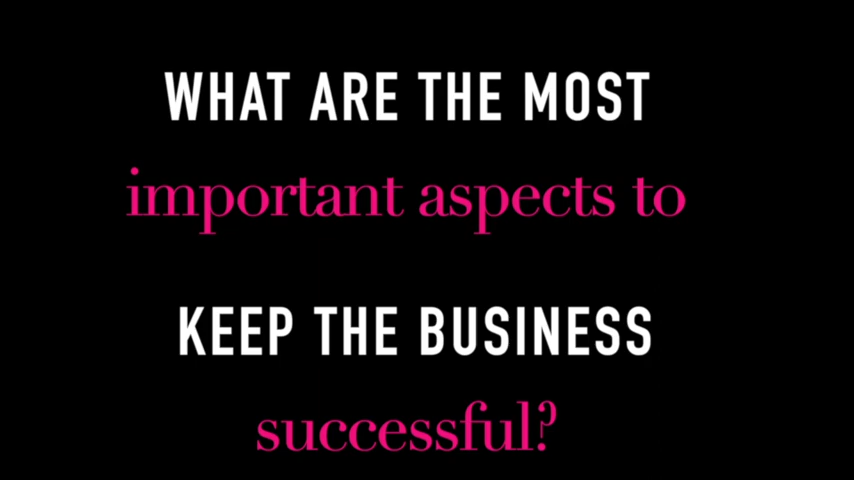 WHAT ARE THE MOST
important aspects to
KEEP THE BUSINESS
successful?